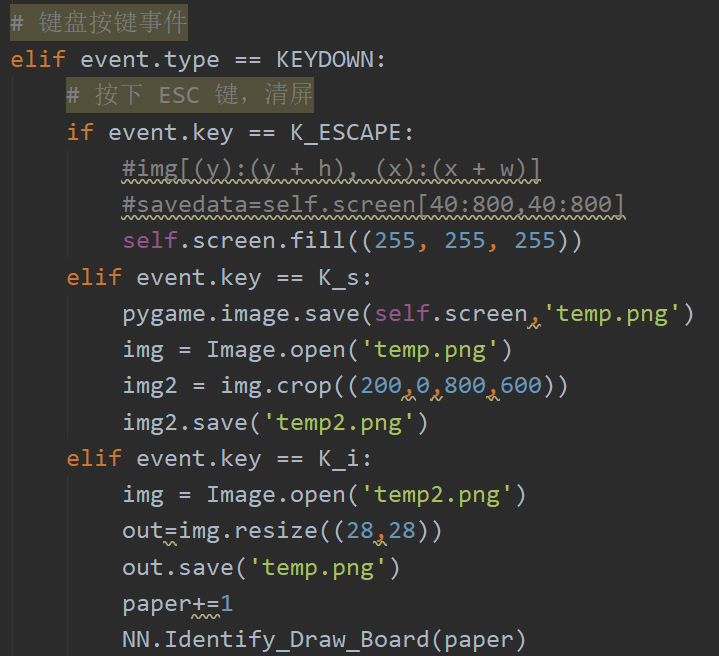 # 键盘按键事件
elif event.type == KEYDOWN:
# 按下 ESC 键，清屏
if event.key == K_ESCAPE:
#img[(y):(y + h), (x):(x + w)]
#savedata=self.screen[40:800,40:800]
self.screen.fill((255, 255, 255))
elif event.key == K_s:
pygame.image.save(self.screen,'temp.png')
img = Image.open('temp.png')
img2 = img.crop((200,0,800,600))
img2.save('temp2.png')
elif event.key == K_i:
img = Image.open('temp2.png')
out=img.resize((28,28))
out.save('temp.png')
paper+=1
NN.Identify_Draw_Board(paper)